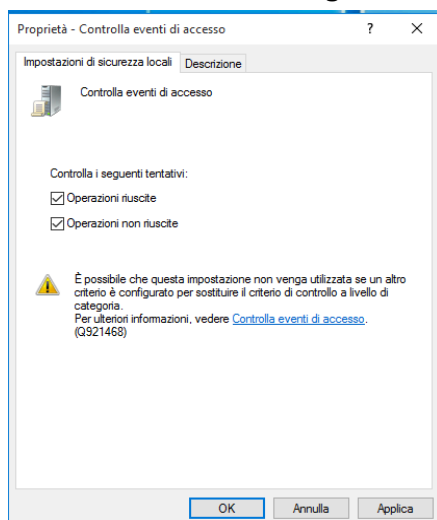 Proprietà - Controlla eventi di accesso
Impostazioni di sicurezza locali Descrizione
Controlla eventi di accesso
Controlla i seguenti tentativi:
Operazioni riuscite
Operazioni non riuscite
È possibile che questa impostazione non venga utilizzata se un altro
criterio è configurato per sostituire il criterio di controllo a livello di
categoria.
Per ulteriori informazioni, vedere Controlla eventi di accesso.
(Q921468)
OK Annulla Applica